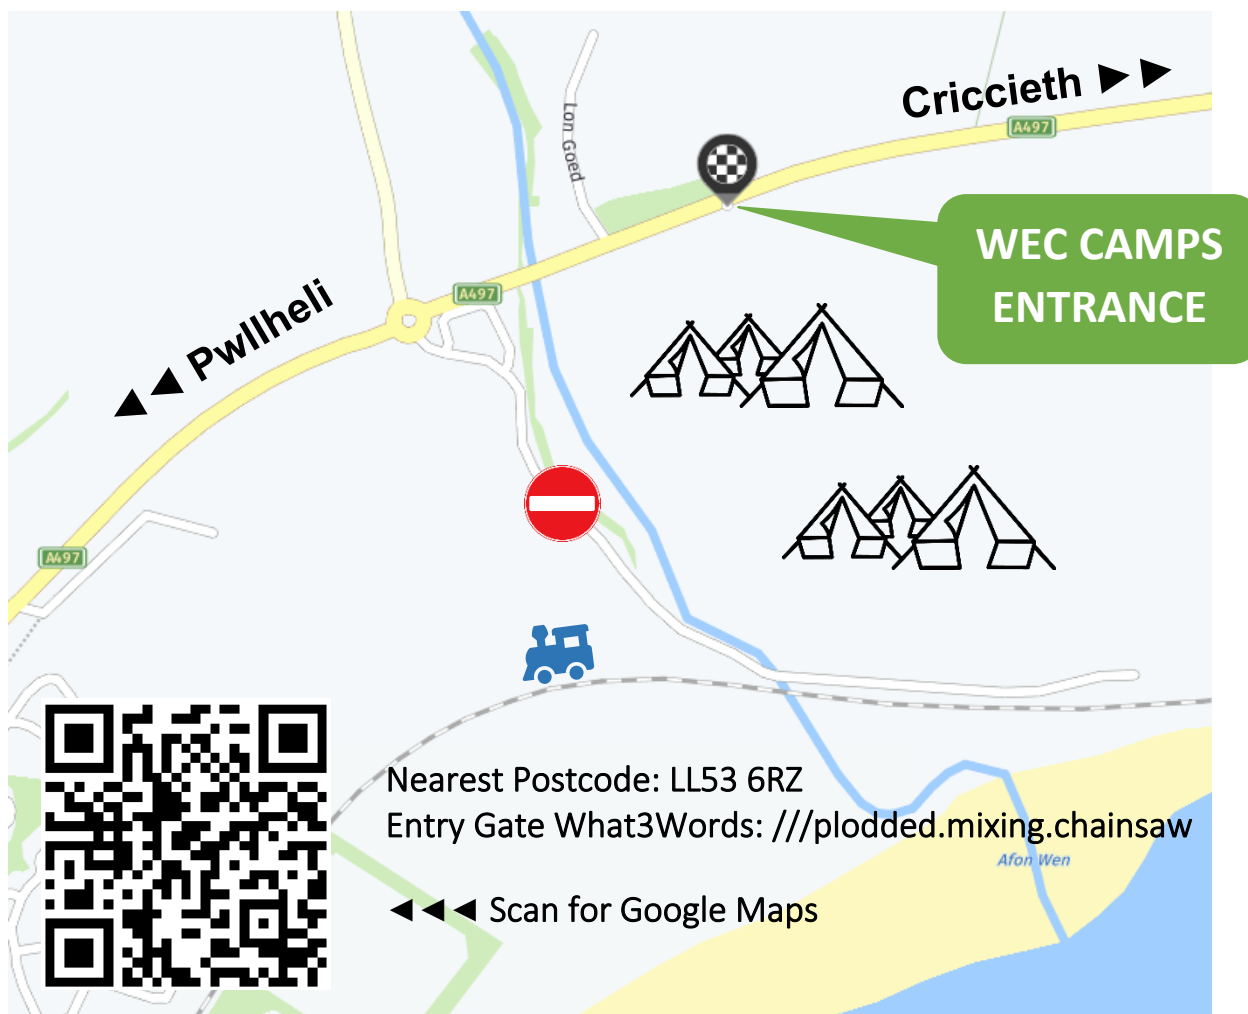 Criccieth ►►
A497
Lon Goed
WEC CAMPS
ENTRANCE
A497
◄◄ Pwllheli
A497
Nearest Postcode: LL53 6RZ
Entry Gate What3Words: ///plodded.mixing.chainsaw
Afon Wen
◄◄◄ Scan for Google Maps